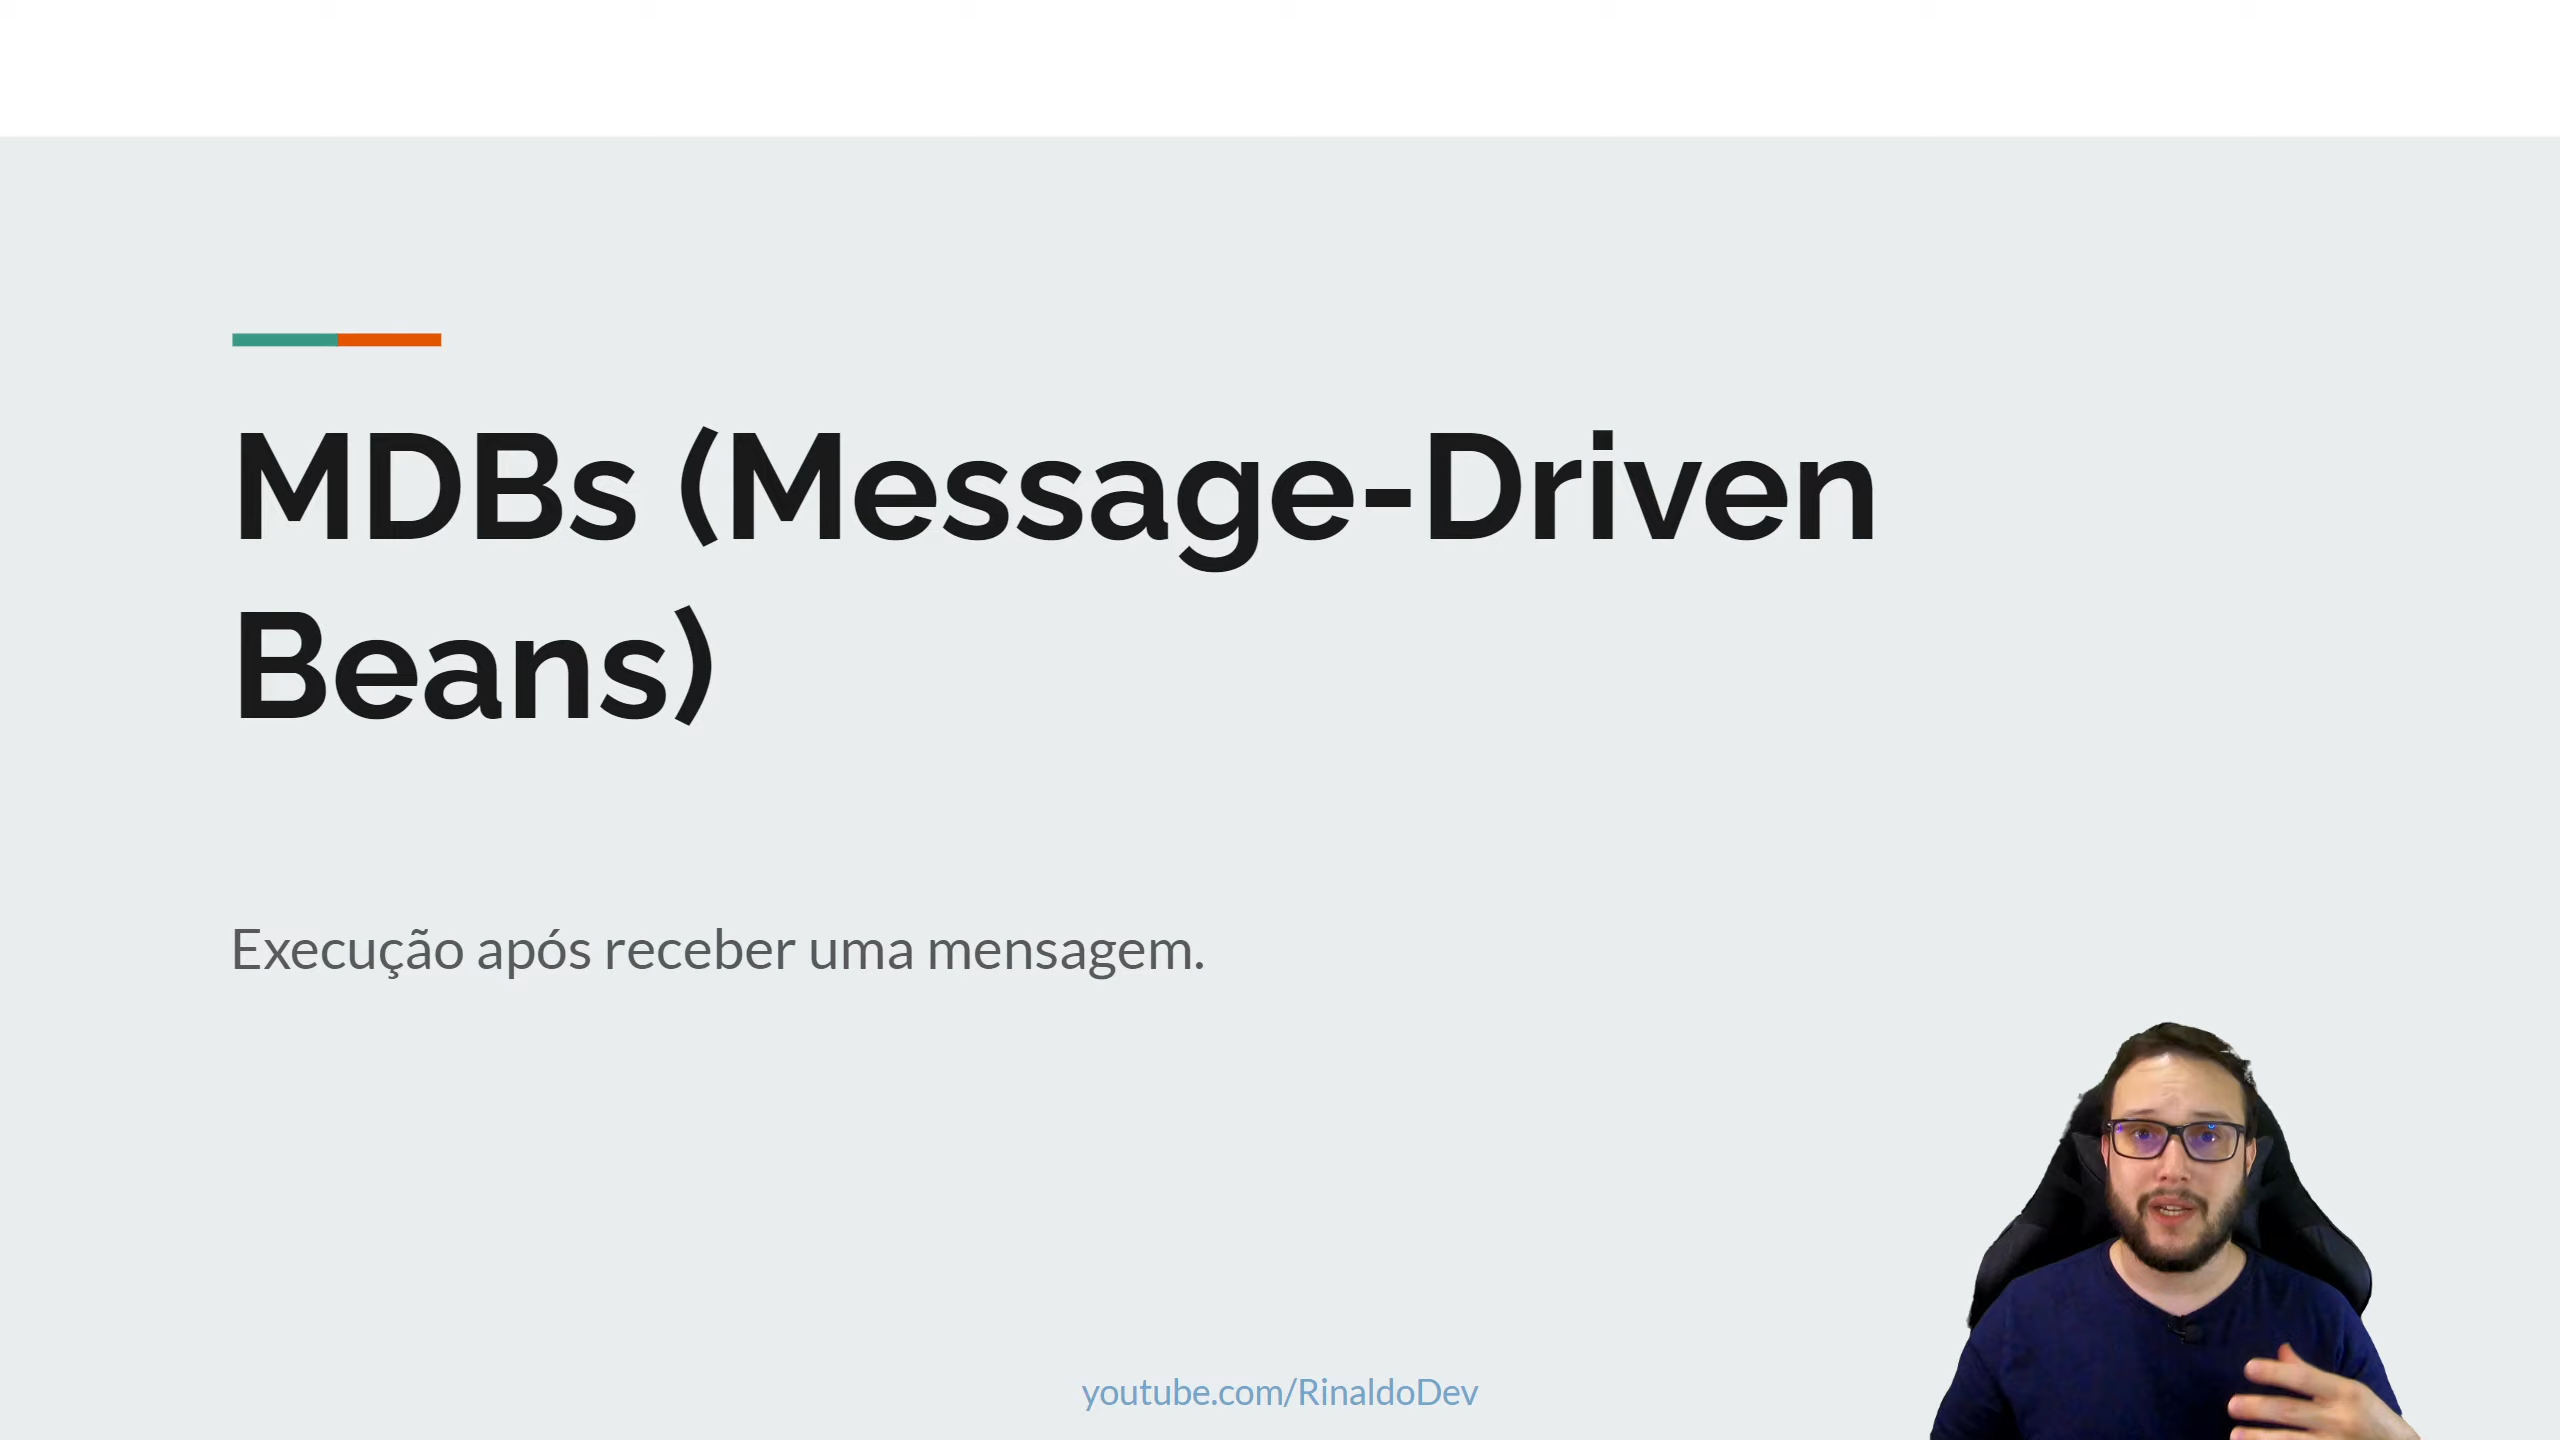 MDBs (Message-Driven
Beans)
Execução após receber uma mensagem.
youtube.com/RinaldoDev